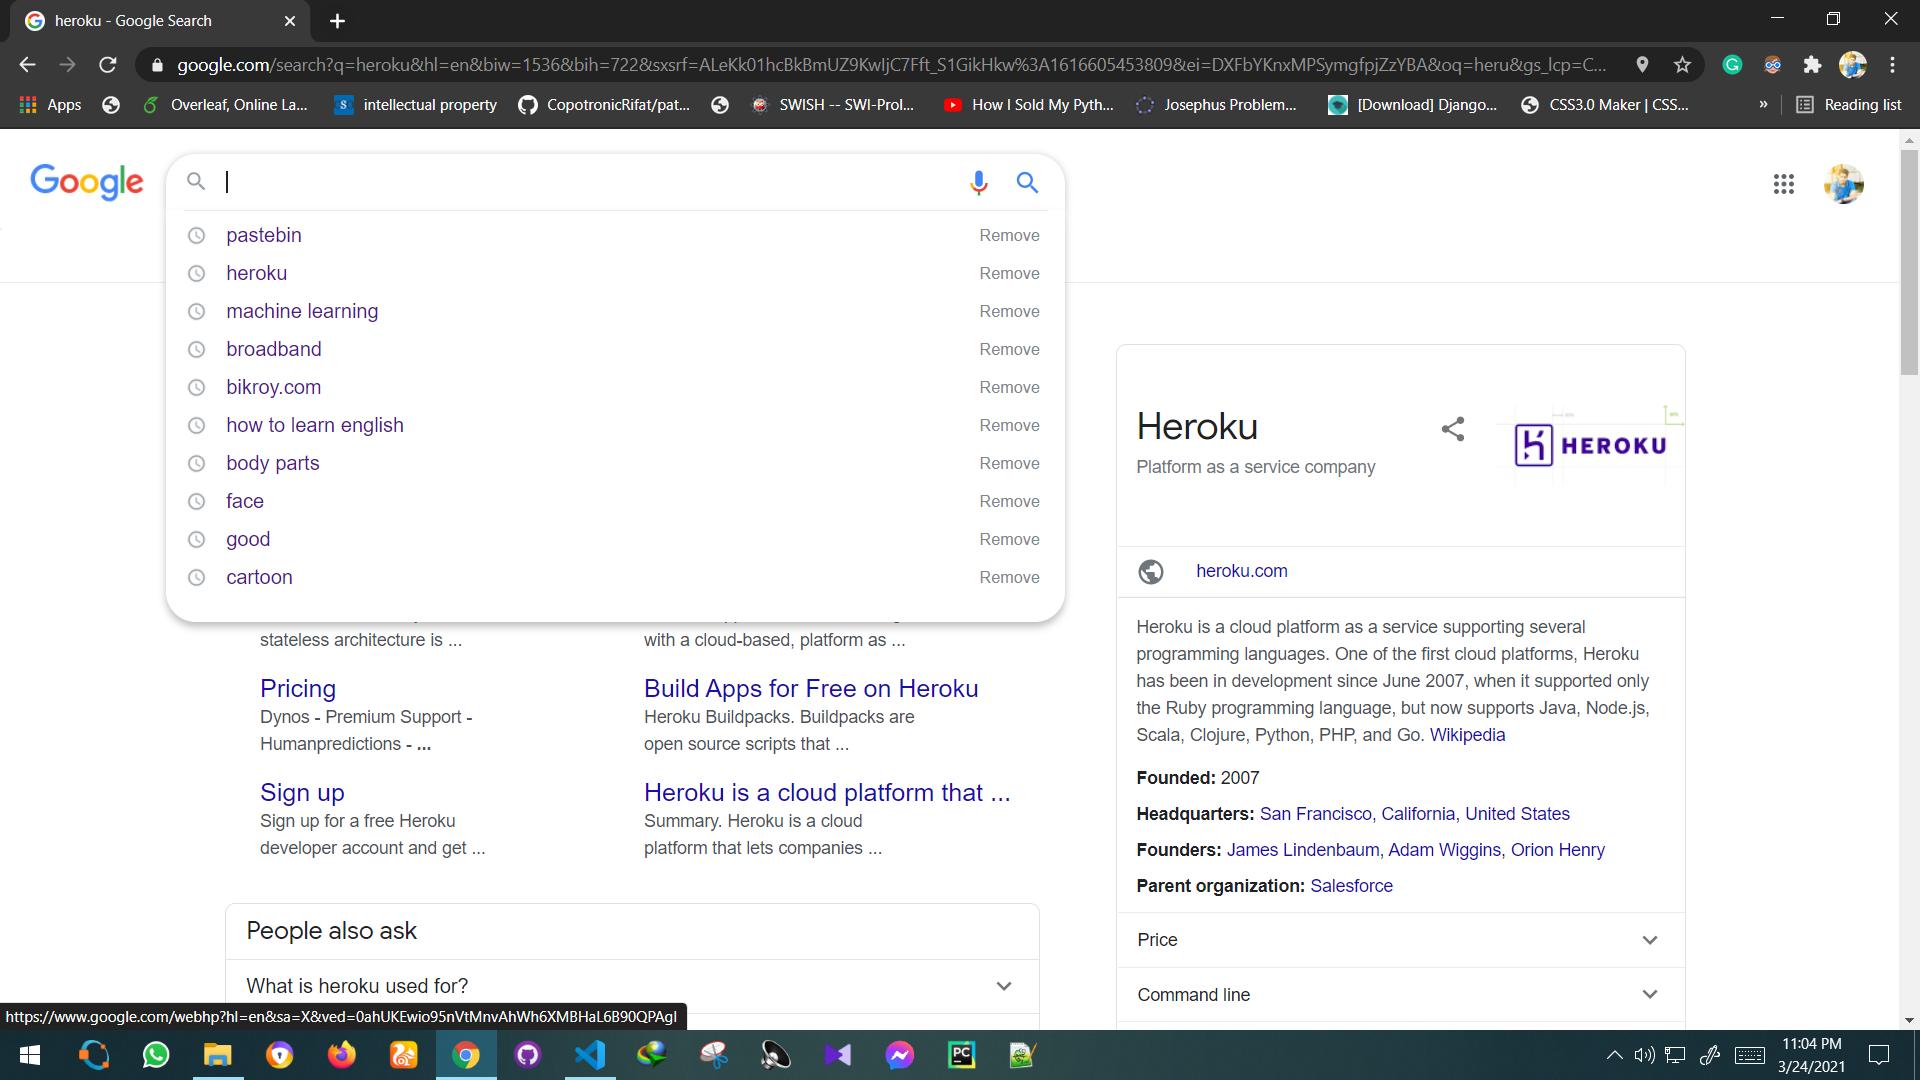 heroku - Google Search
google.com/search?q=heroku&hl=en&biw=1536&bih=722&sxsrf=ALeKk01hcBkBmUZ9KwIjC7Fft_S1GikHkw%3A1616605453809&ei=DXFbYKnxMPSymgfpjZzYBA&oq=heru&gs_lcp=C...
Apps
Overleaf, Online La...
intellectual property
CopotronicRifat/pat...
SWISH -- SWI-Prol...
How I Sold My Pyth...
Josephus Problem...
[Download] Django...
CSS3.0 Maker | CSS...
»
Reading list
Google
pastebin Remove
heroku Remove
machine learning Remove
broadband Remove
bikroy.com Remove
how to learn english Remove
body parts Remove
face Remove
good Remove
cartoon Remove
stateless architecture is ...
with a cloud-based, platform as ...
Pricing
Dynos - Premium Support -
Humanpredictions - ...
Build Apps for Free on Heroku
Heroku Buildpacks. Buildpacks are
open source scripts that ...
Sign up
Sign up for a free Heroku
developer account and get ...
Heroku is a cloud platform that ...
Summary. Heroku is a cloud
platform that lets companies ...
People also ask
What is heroku used for?
Heroku
Platform as a service company
HEROKU
heroku.com
Heroku is a cloud platform as a service supporting several
programming languages. One of the first cloud platforms, Heroku
has been in development since June 2007, when it supported only
the Ruby programming language, but now supports Java, Node.js,
Scala, Clojure, Python, PHP, and Go. Wikipedia
Founded: 2007
Headquarters: San Francisco, California, United States
Founders: James Lindenbaum, Adam Wiggins, Orion Henry
Parent organization: Salesforce
Price
Command line
https://www.google.com/webhp?hl=en&sa=X&ved=0ahUKEwio95nVtMnvAhWh6XMBHaL6B90QPAgI
11:04 PM
3/24/2021